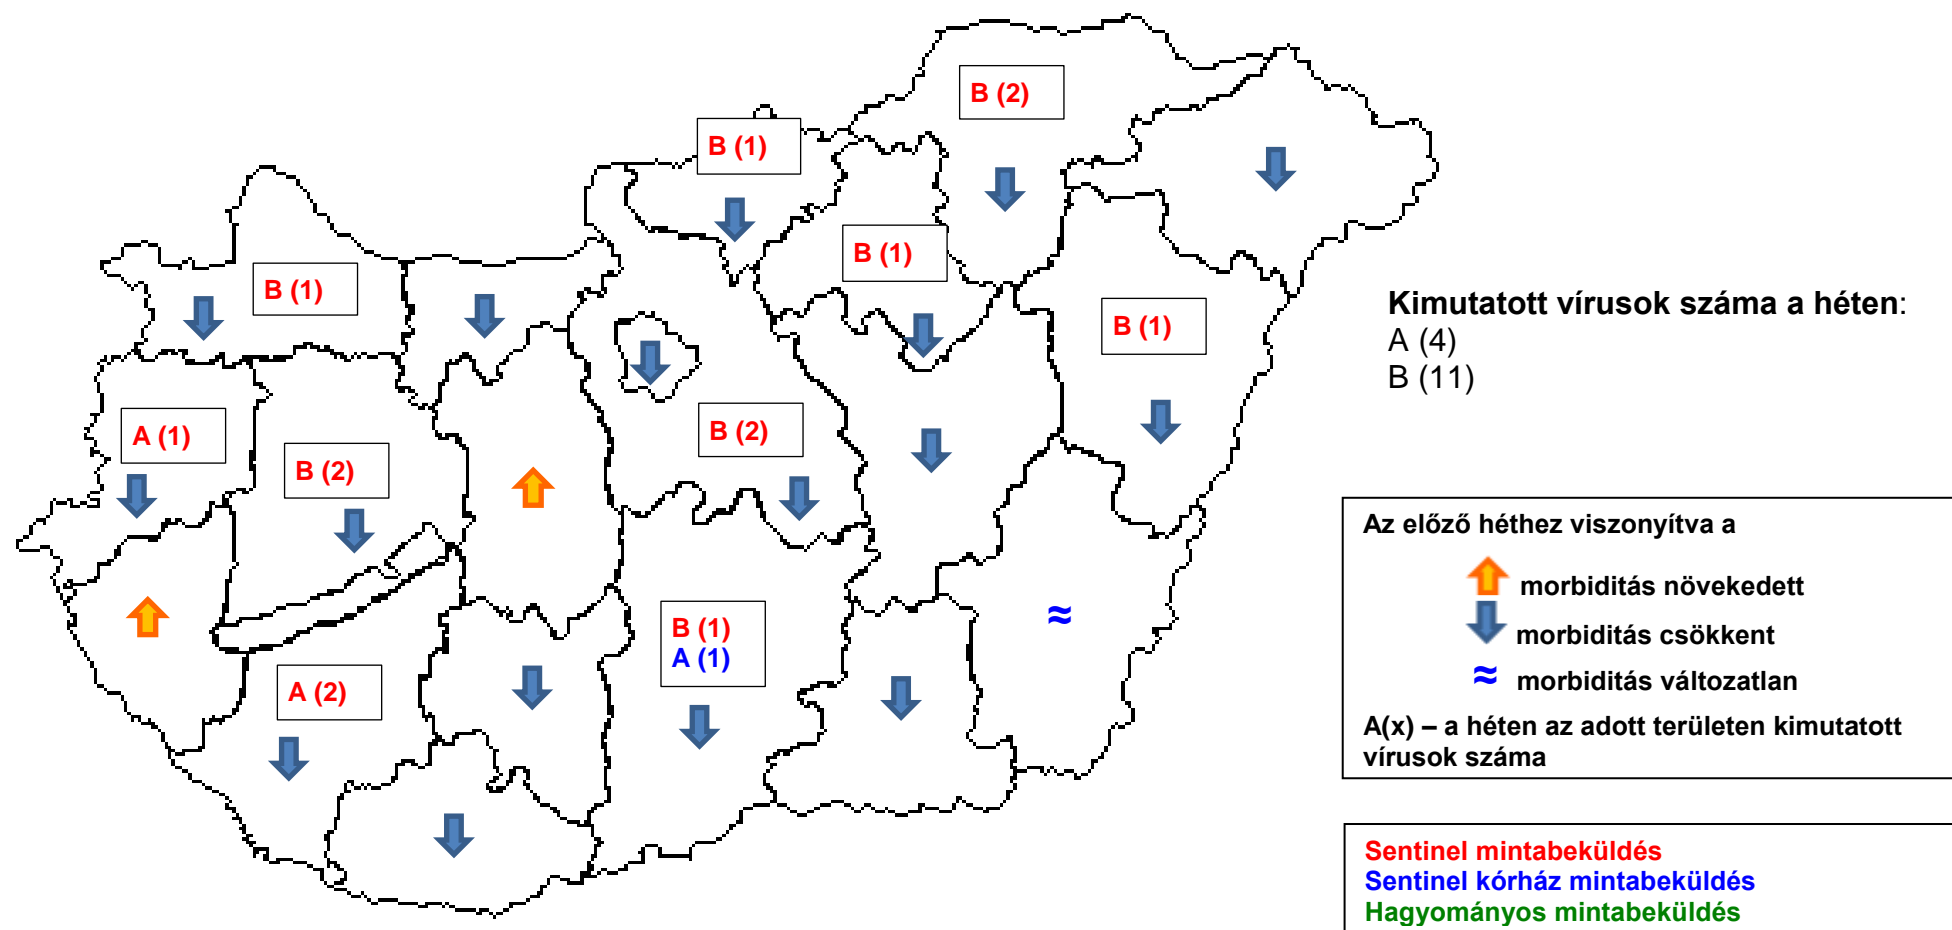 B (2)
B (1)
B (1)
B (1)
B (1)
A (1)
B (2)
B (2)
B (1)
A (1)
A (2)
≈
Kimutatott vírusok száma a héten:
A (4)
B (11)
Az előző héthez viszonyítva a
morbiditás növekedett
morbiditás csökkent
≈ morbiditás változatlan
A(x) – a héten az adott területen kimutatott
vírusok száma
Sentinel mintabeküldés
Sentinel kórház mintabeküldés
Hagyományos mintabeküldés